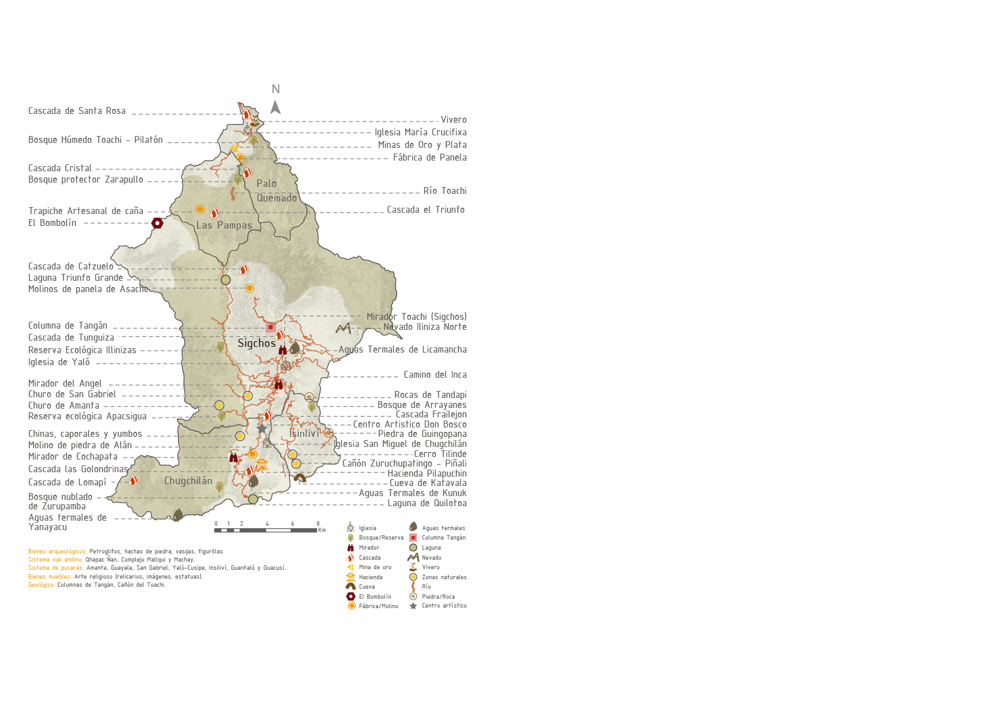 N
Cascada de Santa Rosa
Bosque Húmedo Toachi - Pilatón
Cascada Cristal
Bosque protector Zarapullo
Trapiche Artesanal de caña
El Bombolín
Cascada de Catzuelo
Laguna Triunfo Grande
Molinos de panela de Asache
Columna de Tangán
Cascada de Tunguiza
Reserva Ecológica Illinizas
Iglesia de Yaló
Mirador del Angel
Churo de San Gabriel
Churo de Amanta
Reserva ecológica Apacsigua
Chinas, caporales y yumbos
Molino de piedra de Alán
Mirador de Cochapata
Cascada las Golondrinas
Cascada de Lomapí
Bosque nublado
de Zurupamba
Aguas termales de
Yanayacu
Palo
Quemado
Las Pampas
Sigchos
Isinliví
Chugchilán
Vivero
Iglesia María Crucifixa
Minas de Oro y Plata
Fábrica de Panela
Río Toachi
Cascada el Triunfo
Mirador Toachi (Sigchos)
Nevado Iliniza Norte
Aguas Termales de Licamancha
Camino del Inca
Rocas de Tandapi
Bosque de Arrayanes
Cascada Frailejon
Centro Artistico Don Bosco
Piedra de Guingopana
Iglesia San Miguel de Chugchilán
Cerro Tilinde
Cañón Zuruchupatingo - Piñali
Hacienda Pilapuchin
Cueva de Katavala
Aguas Termales de Kunuk
Laguna de Quilotoa
0 1 2 4 6 8
Km
Iglesia
Bosque/Reserva
Mirador
Cascada
Mina de oro
Hacienda
Cueva
El Bombolín
Fábrica/Molino
Aguas termales
Columna Tangán
Laguna
Nevado
Vivero
Zonas naturales
Río
Piedra/Roca
Centro artístico
Bienes arqueológicos: Petroglifos, hachas de piedra, vasijas, figurillas.
Sistema vial andino: Qhapac Ñan, Complejo Mallqui y Machay.
Sistema de pucarás: Amanta, Guayala, San Gabriel, Yaló-Cusipe, Insiliví, Guantaló y Guacusí.
Bienes muebles: Arte religioso (relicarios, imágenes, estatuas).
Geológico: Columnas de Tangán, Cañón del Toachi.